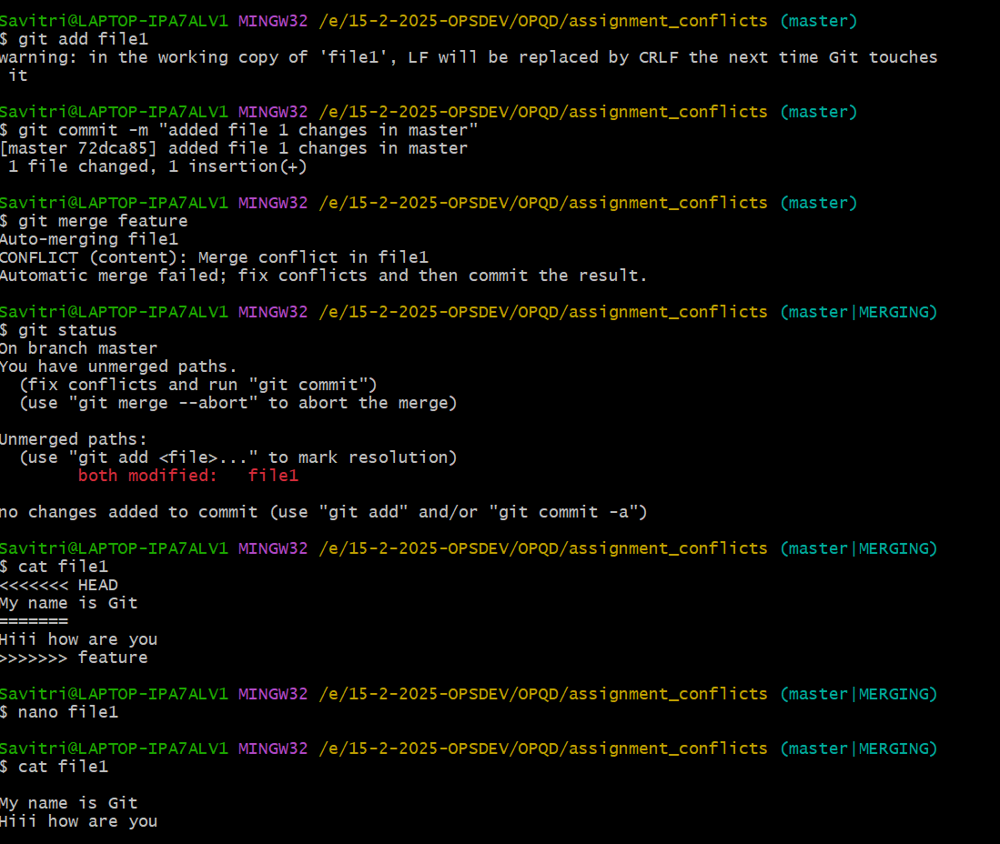 Savitri@LAPTOP-IPA7ALV1 MINGW32 /e/15-2-2025-OPSDEV/OPQD/assignment_conflicts (master)
$ git add file1
warning: in the working copy of 'file1', LF will be replaced by CRLF the next time Git touches
 it

Savitri@LAPTOP-IPA7ALV1 MINGW32 /e/15-2-2025-OPSDEV/OPQD/assignment_conflicts (master)
$ git commit -m "added file 1 changes in master"
[master 72dca85] added file 1 changes in master
 1 file changed, 1 insertion(+)

Savitri@LAPTOP-IPA7ALV1 MINGW32 /e/15-2-2025-OPSDEV/OPQD/assignment_conflicts (master)
$ git merge feature
Auto-merging file1
CONFLICT (content): Merge conflict in file1
Automatic merge failed; fix conflicts and then commit the result.

Savitri@LAPTOP-IPA7ALV1 MINGW32 /e/15-2-2025-OPSDEV/OPQD/assignment_conflicts (master|MERGING)
$ git status
On branch master
You have unmerged paths.
  (fix conflicts and run "git commit")
  (use "git merge --abort" to abort the merge)

Unmerged paths:
  (use "git add <file>..." to mark resolution)
        both modified:   file1

no changes added to commit (use "git add" and/or "git commit -a")

Savitri@LAPTOP-IPA7ALV1 MINGW32 /e/15-2-2025-OPSDEV/OPQD/assignment_conflicts (master|MERGING)
$ cat file1
<<<<<<< HEAD
My name is Git
=======
Hiii how are you
>>>>>>> feature

Savitri@LAPTOP-IPA7ALV1 MINGW32 /e/15-2-2025-OPSDEV/OPQD/assignment_conflicts (master|MERGING)
$ nano file1

Savitri@LAPTOP-IPA7ALV1 MINGW32 /e/15-2-2025-OPSDEV/OPQD/assignment_conflicts (master|MERGING)
$ cat file1

My name is Git
Hiii how are you